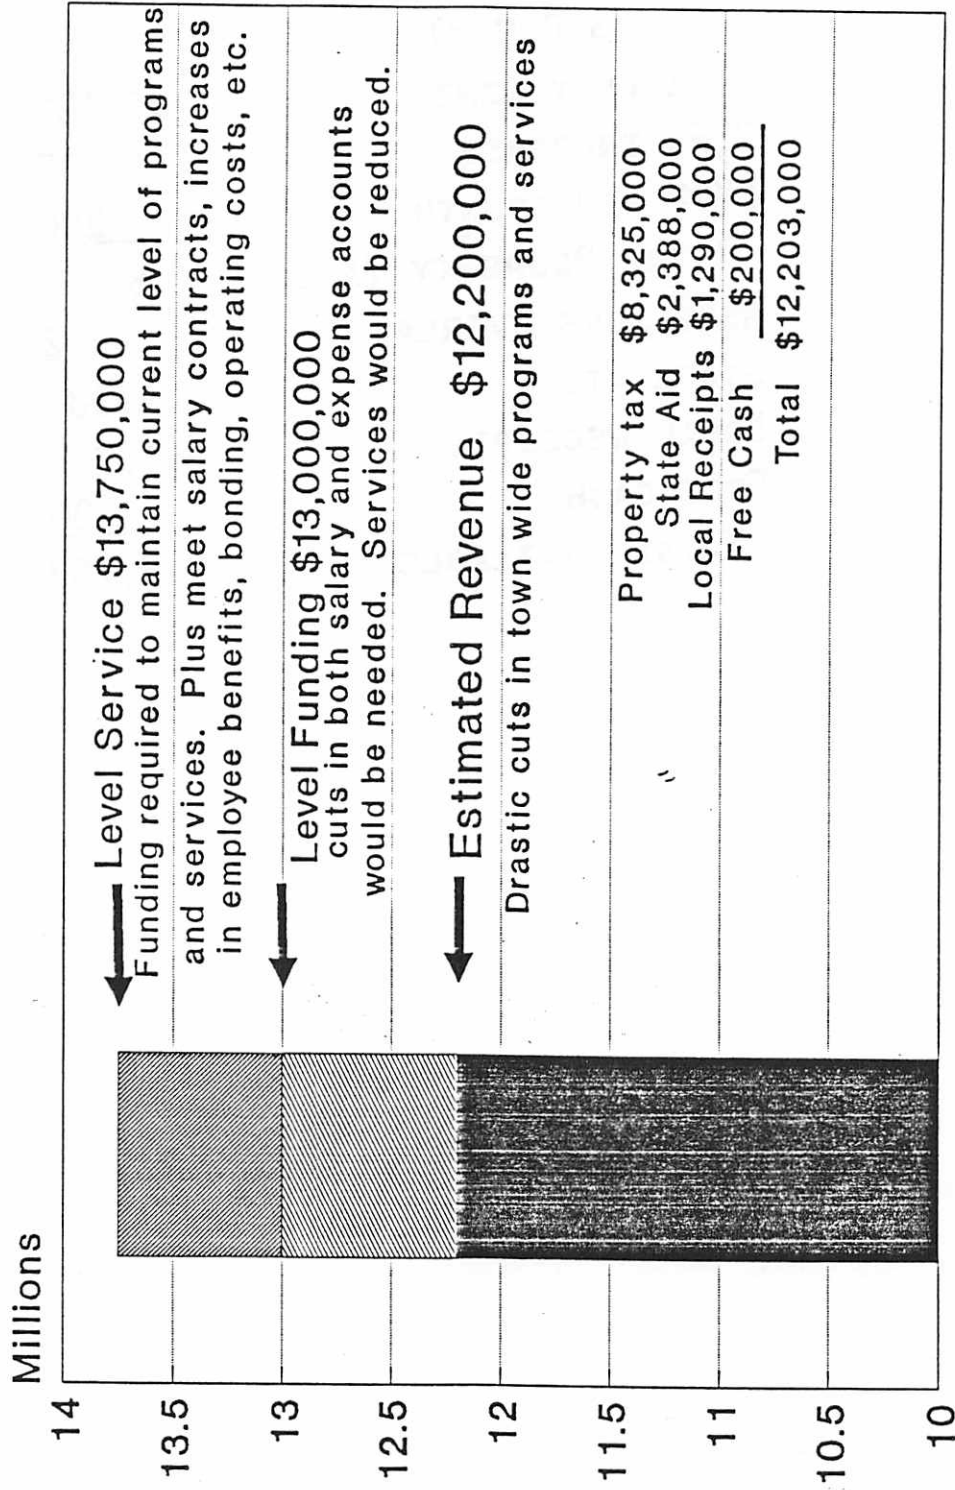 Millions
14
13.5
13
12.5
12
11.5
11
10.5
10
Level Service $13,750,000
Funding required to maintain current level of programs
and services. Plus meet salary contracts, increases
in employee benefits, bonding, operating costs, etc.
Level Funding $13,000,000
cuts in both salary and expense accounts
would be needed. Services would be reduced.
Estimated Revenue $12,200,000
Drastic cuts in town wide programs and services
Property tax $8,325,000
State Aid $2,388,000
Local Receipts $1,290,000
Free Cash $200,000
Total $12,203,000